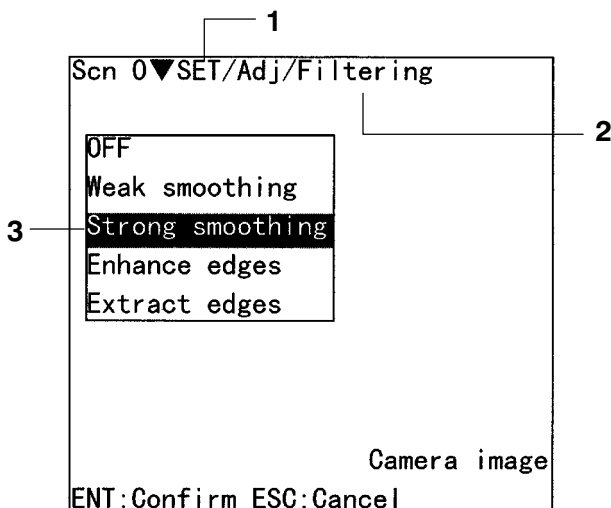 1
Scn 0▼SET/Adj/Filtering
2
OFF
Weak smoothing
3
Strong smoothing
Enhance edges
Extract edges
Camera image
ENT:Confirm ESC:Cancel